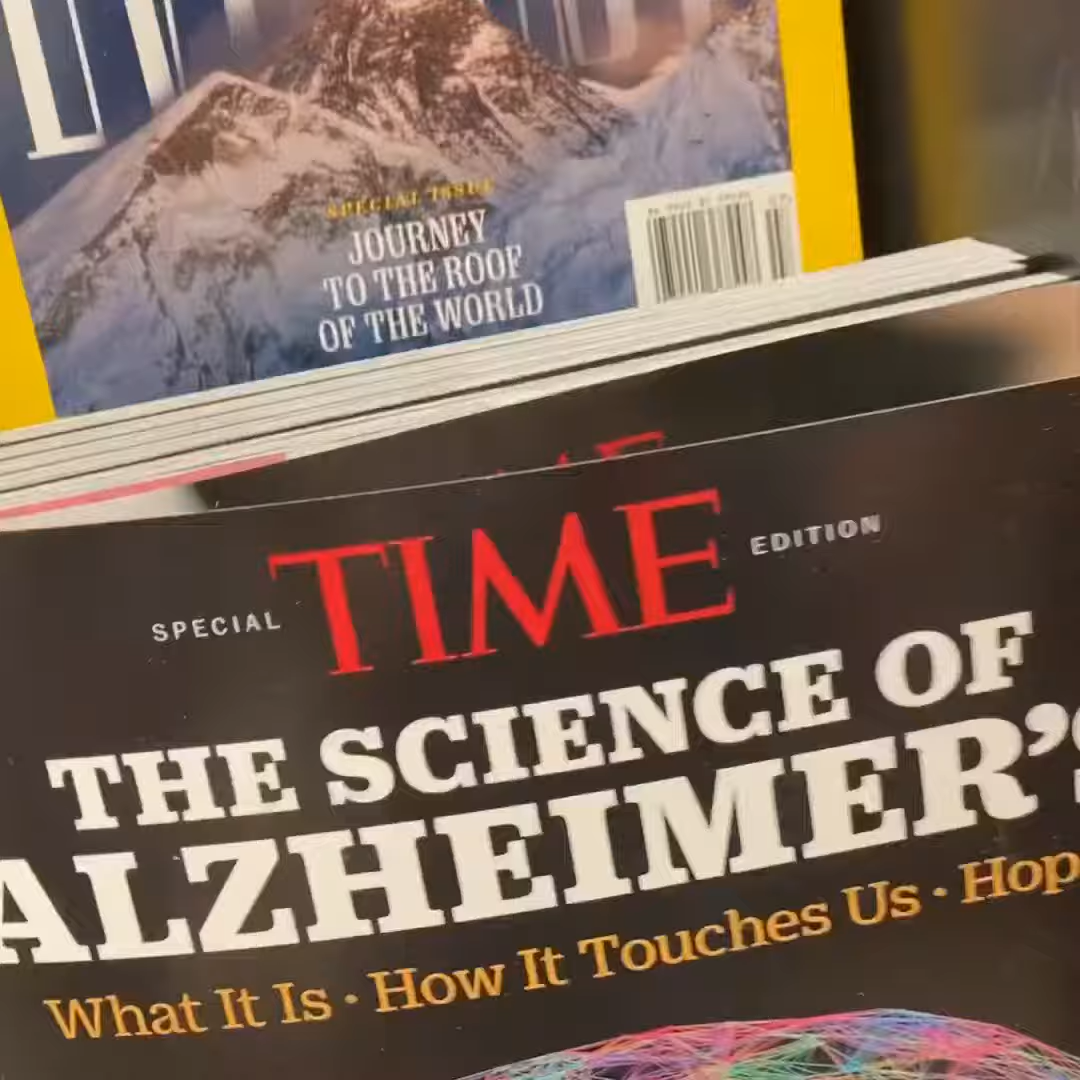 SPECIAL ISSUE
JOURNEY
TO THE ROOF
OF THE WORLD
SPECIAL TIME EDITION
THE SCIENCE OF
ALZHEIMER'S
What It Is · How It Touches Us · Hop